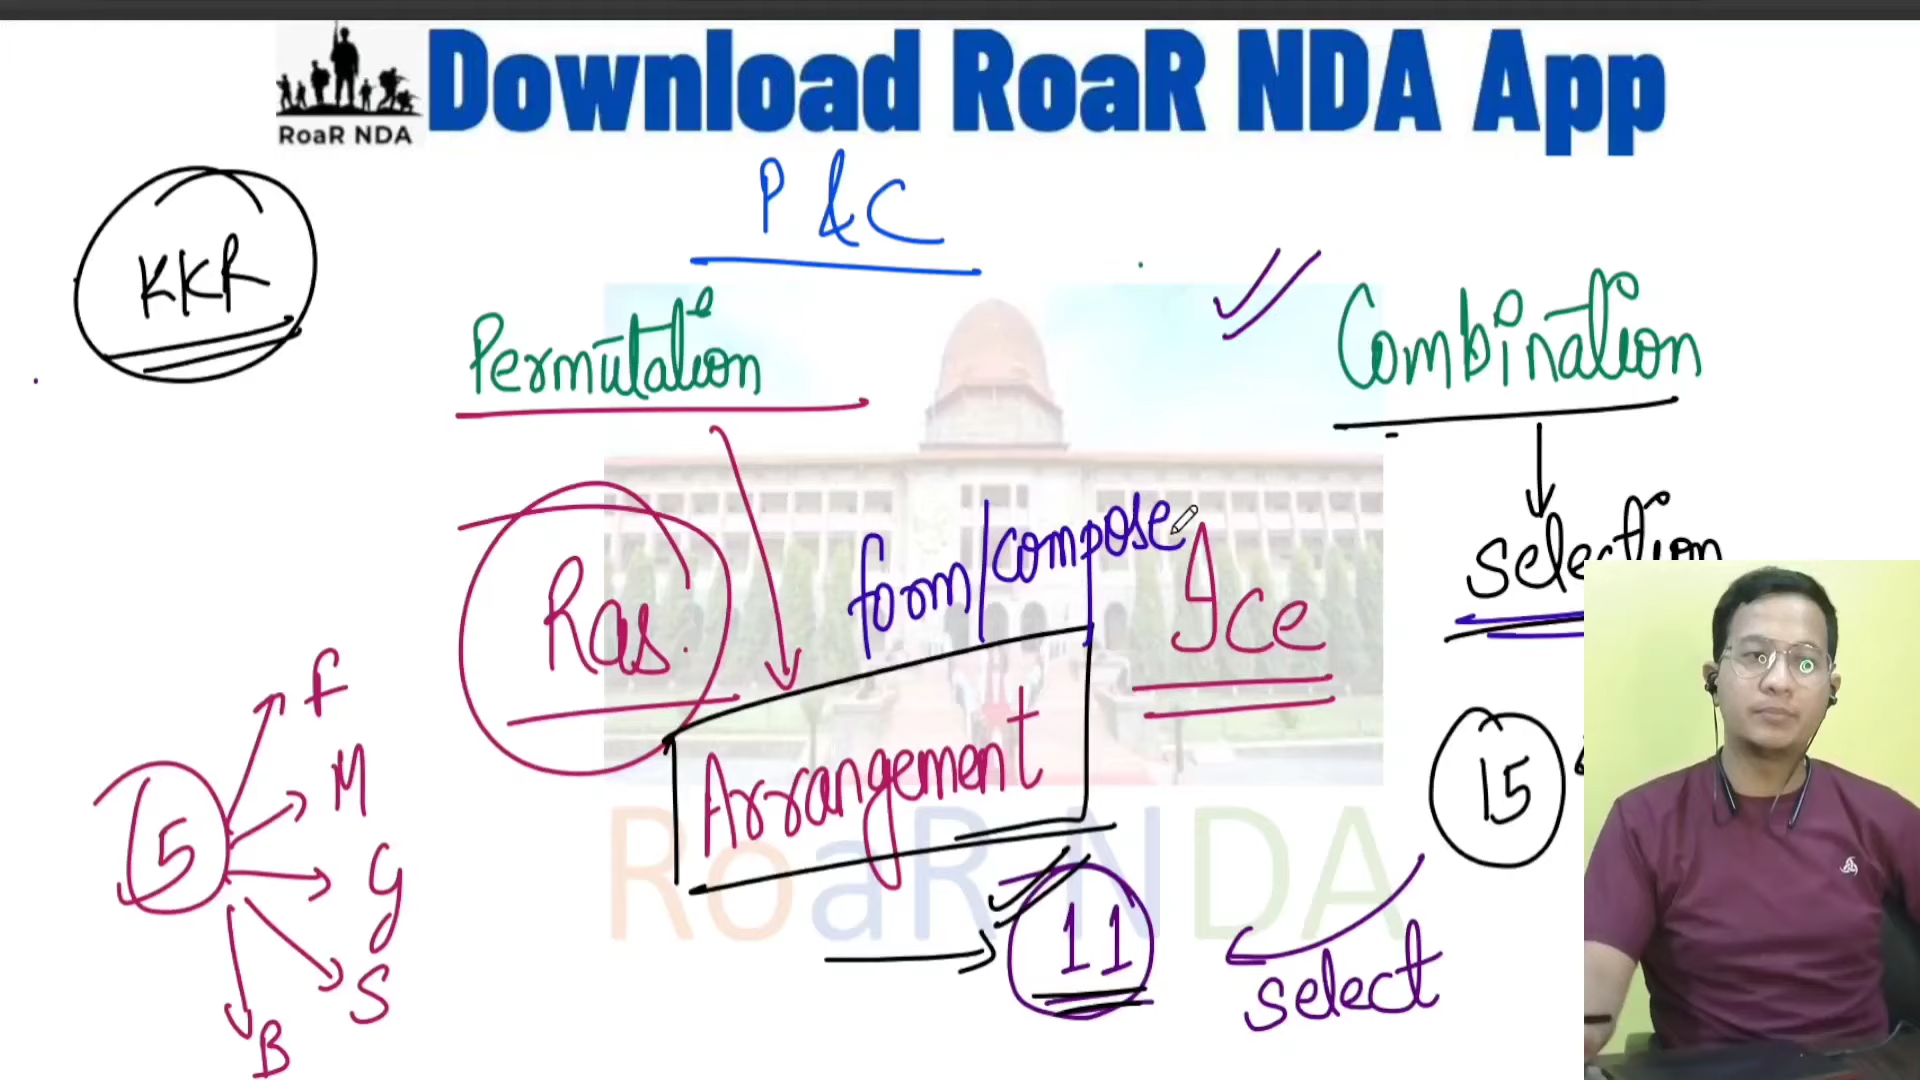 Download RoaR NDA App
RoaR NDA
P & C
KKR
Permutation
Combination
form/compose
selection
Ras.
Ice
F
M
Arrangement
15
5
G
RoaR NDA
11
S
select
B